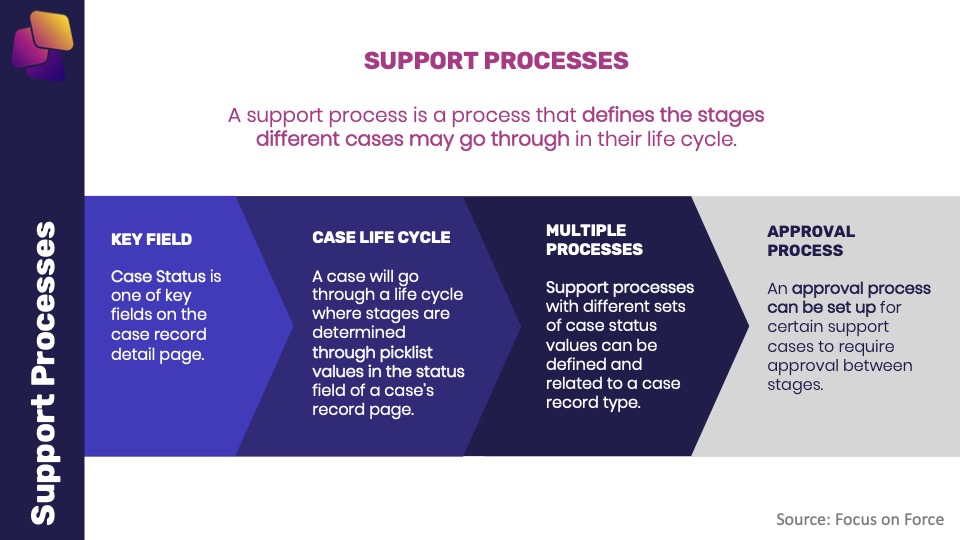 SUPPORT PROCESSES
A support process is a process that defines the stages
different cases may go through in their life cycle.
Support Processes
KEY FIELD
Case Status is
one of key
fields on the
case record
detail page.
CASE LIFE CYCLE
A case will go
through a life cycle
where stages are
determined
through picklist
values in the status
field of a case's
record page.
MULTIPLE
PROCESSES
Support processes
with different sets
of case status
values can be
defined and
related to a case
record type.
APPROVAL
PROCESS
An approval process
can be set up for
certain support
cases to require
approval between
stages.
Source: Focus on Force